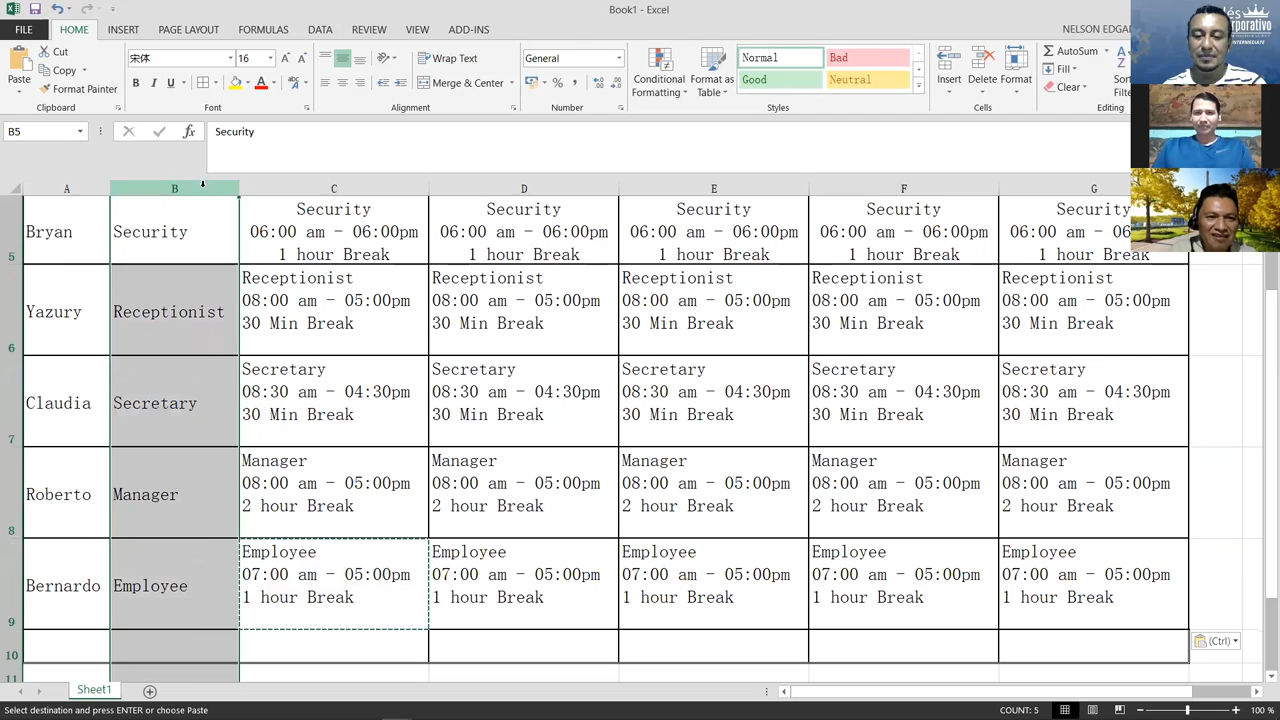 Book1 - Excel
FILE HOME INSERT PAGE LAYOUT FORMULAS DATA REVIEW VIEW ADD-INS NELSON EDGAR
Paste
Cut
Copy
Format Painter
Clipboard
宋体 16
B I U
Font
Wrap Text
Merge & Center
Alignment
General
Number
Conditional Formatting
Format as Table
Normal Bad
Good Neutral
Styles
Insert Delete Format
Cells
AutoSum
Fill
Clear
Editing
INTERMEDIATE
B5 fx Security
A B C D E F G
5 Bryan Security
Security Security Security Security Security
06:00 am - 06:00pm 06:00 am - 06:00pm 06:00 am - 06:00pm 06:00 am - 06:00pm 06:00
1 hour Break 1 hour Break 1 hour Break 1 hour Break 1 hour Break
6 Yazury Receptionist
Receptionist Receptionist Receptionist Receptionist Receptionist
08:00 am - 05:00pm 08:00 am - 05:00pm 08:00 am - 05:00pm 08:00 am - 05:00pm 08:00 am - 05:00pm
30 Min Break 30 Min Break 30 Min Break 30 Min Break 30 Min Break
7 Claudia Secretary
Secretary Secretary Secretary Secretary Secretary
08:30 am - 04:30pm 08:30 am - 04:30pm 08:30 am - 04:30pm 08:30 am - 04:30pm 08:30 am - 04:30pm
30 Min Break 30 Min Break 30 Min Break 30 Min Break 30 Min Break
8 Roberto Manager
Manager Manager Manager Manager Manager
08:00 am - 05:00pm 08:00 am - 05:00pm 08:00 am - 05:00pm 08:00 am - 05:00pm 08:00 am - 05:00pm
2 hour Break 2 hour Break 2 hour Break 2 hour Break 2 hour Break
9 Bernardo Employee
Employee Employee Employee Employee Employee
07:00 am - 05:00pm 07:00 am - 05:00pm 07:00 am - 05:00pm 07:00 am - 05:00pm 07:00 am - 05:00pm
1 hour Break 1 hour Break 1 hour Break 1 hour Break 1 hour Break
10
(Ctrl)
11
Sheet1
Select destination and press ENTER or choose Paste COUNT: 5 100 %